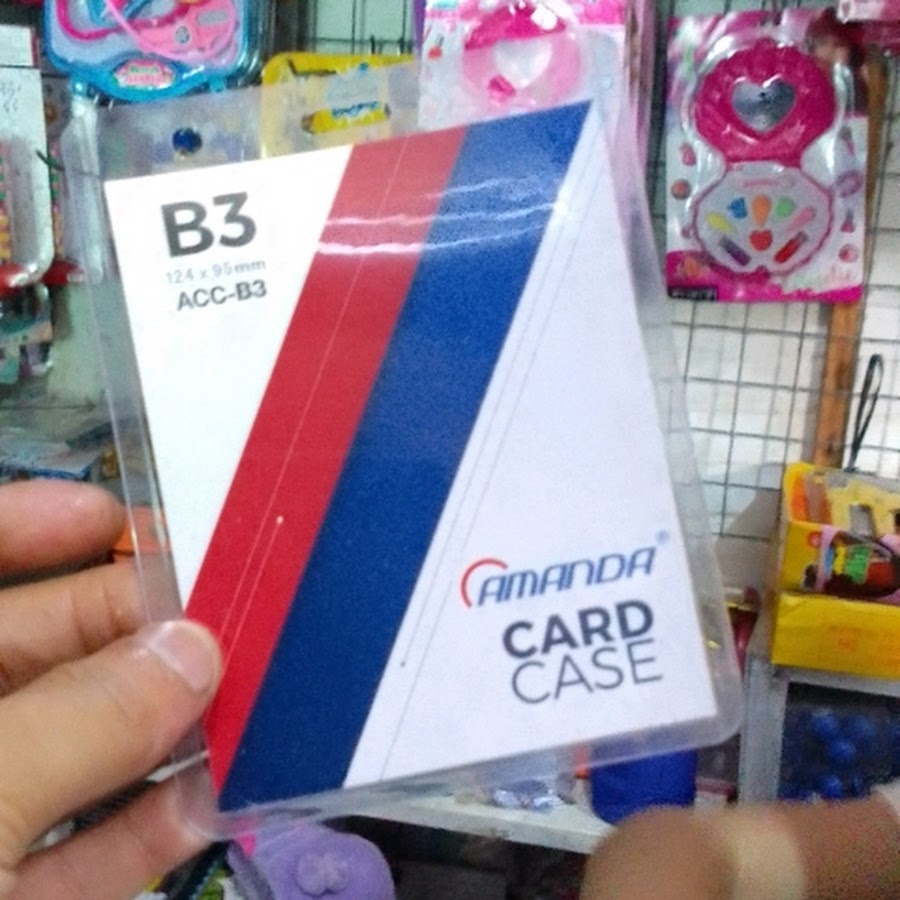 B3
124 x 95mm
ACC-B3
AMANDA®
CARD
CASE